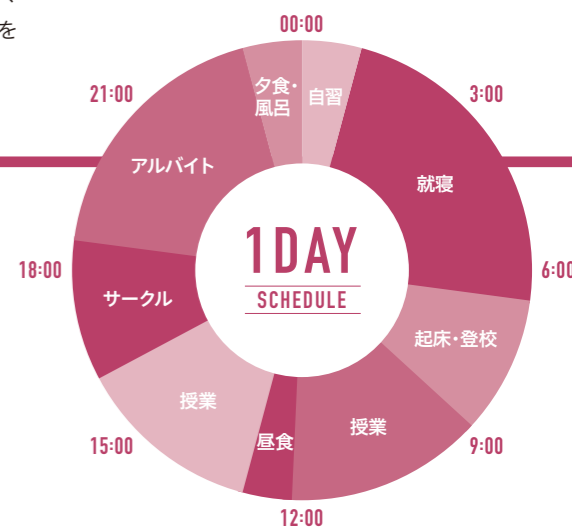 を
00:00
夕食・
風呂
自習
21:00
3:00
アルバイト
就寝
1DAY
SCHEDULE
18:00
サークル
6:00
起床・登校
授業
授業
昼食
15:00
9:00
12:00